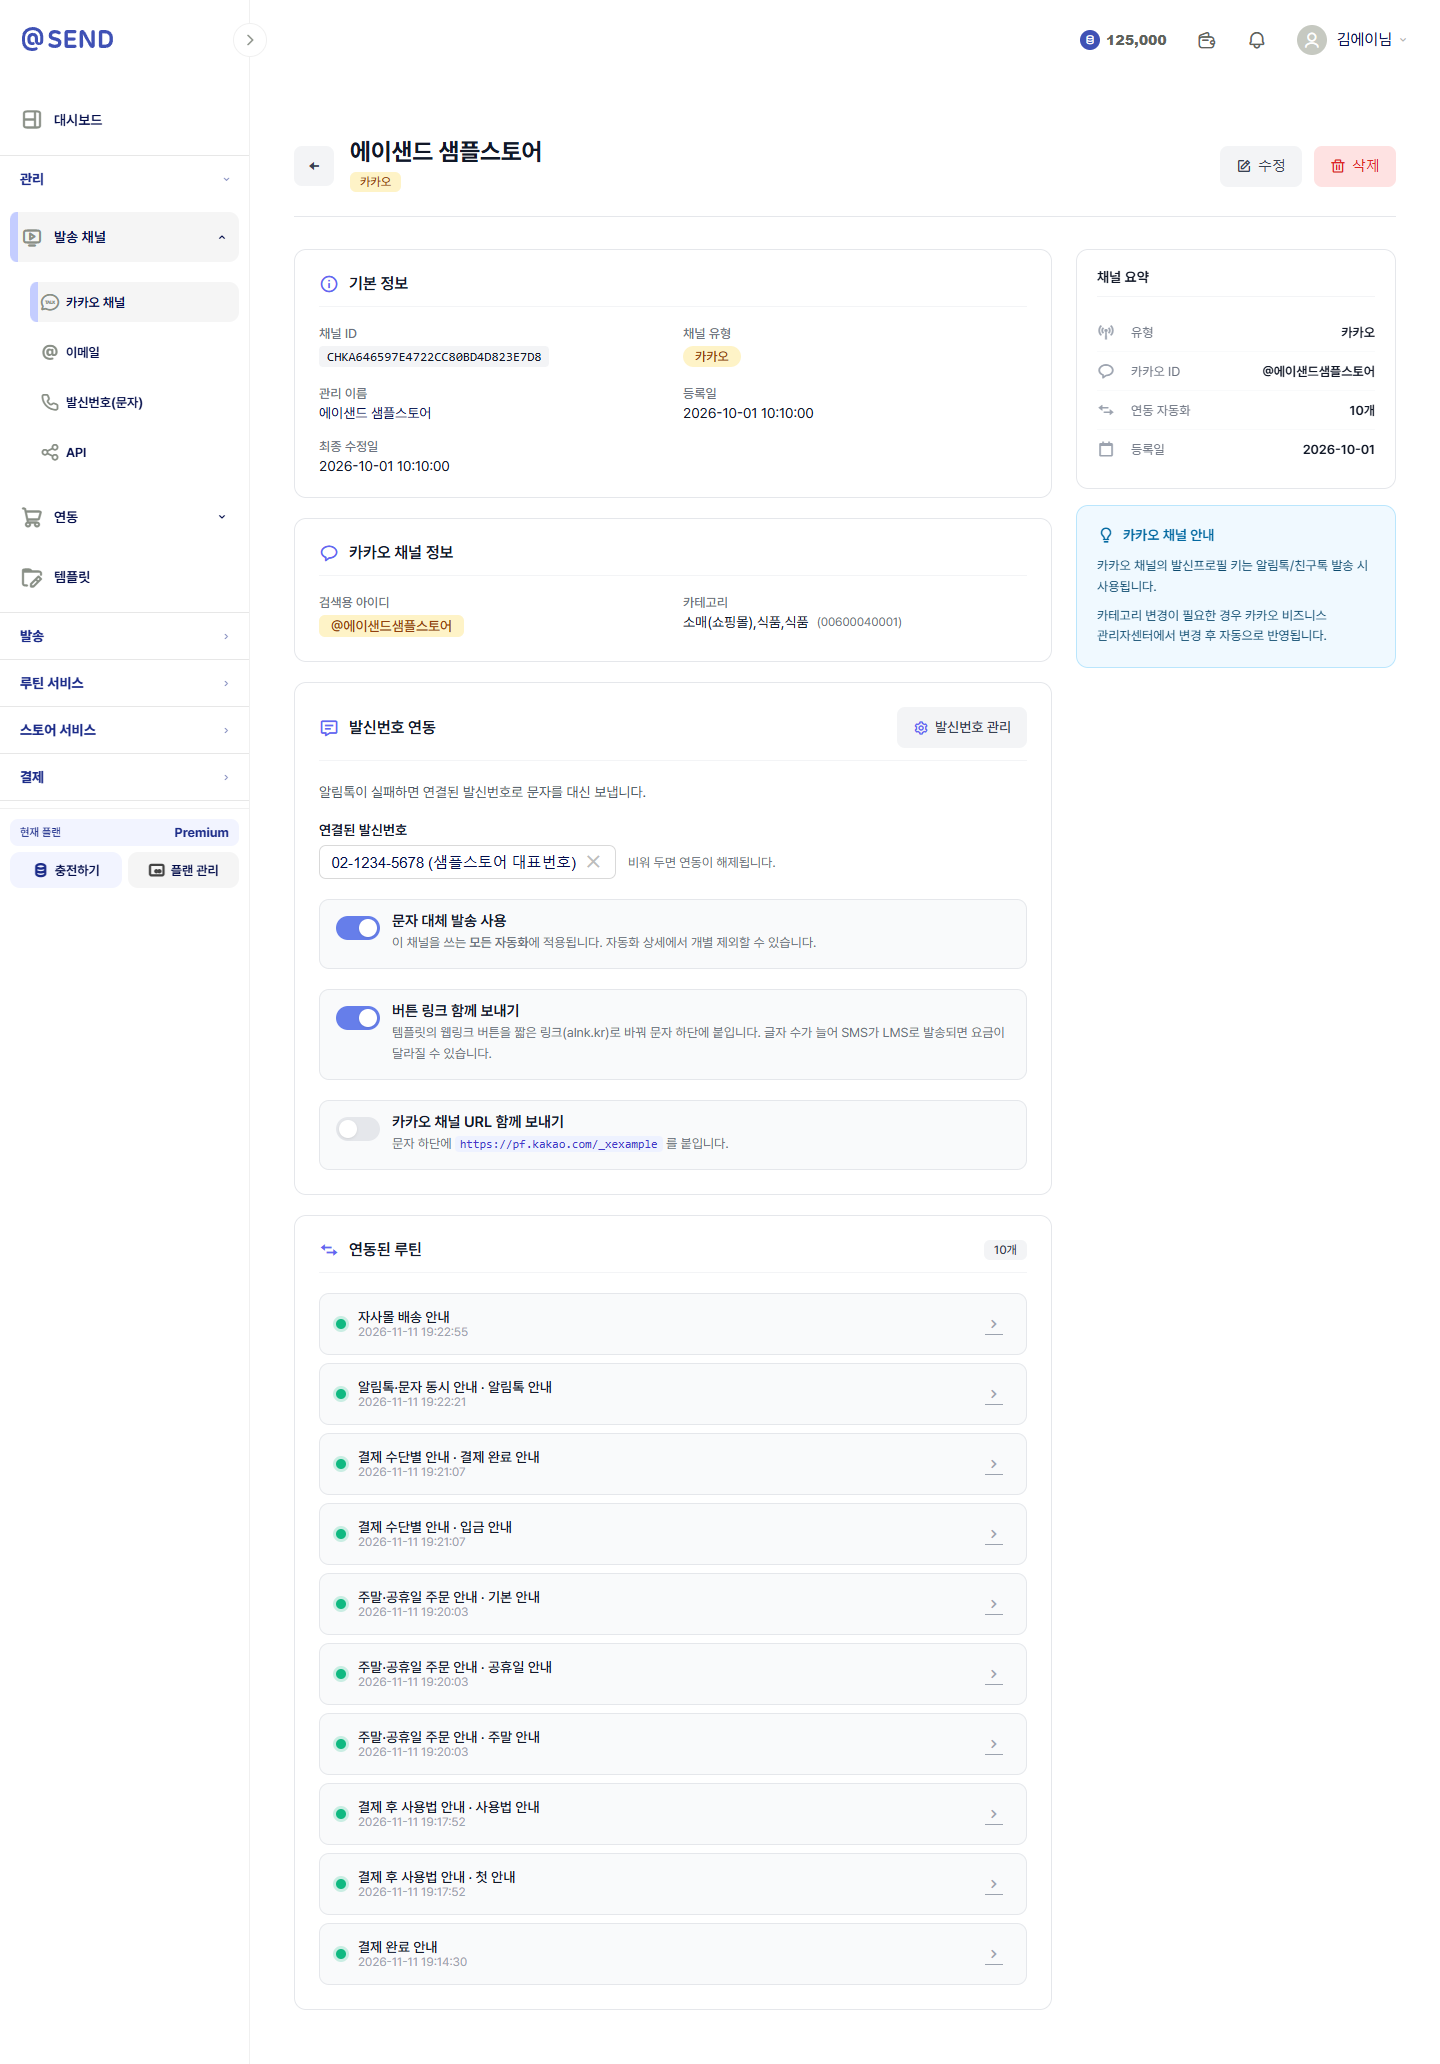 @SEND
125,000
김에이님
대시보드
관리
발송 채널
카카오 채널
이메일
발신번호(문자)
API
연동
템플릿
발송
루틴 서비스
스토어 서비스
결제
현재 플랜
Premium
충전하기
플랜 관리
에이샌드 샘플스토어
카카오
수정
삭제
기본 정보
채널 ID
CHKA646597E4722CC80BD4D823E7D8
채널 유형
카카오
관리 이름
에이샌드 샘플스토어
등록일
2026-10-01 10:10:00
최종 수정일
2026-10-01 10:10:00
카카오 채널 정보
검색용 아이디
@에이샌드샘플스토어
카테고리
소매(쇼핑몰),식품,식품 (00600040001)
발신번호 연동
발신번호 관리
알림톡이 실패하면 연결된 발신번호로 문자를 대신 보냅니다.
연결된 발신번호
02-1234-5678 (샘플스토어 대표번호)
비워 두면 연동이 해제됩니다.
문자 대체 발송 사용
이 채널을 쓰는 모든 자동화에 적용됩니다. 자동화 상세에서 개별 제외할 수 있습니다.
버튼 링크 함께 보내기
템플릿의 웹링크 버튼을 짧은 링크(alnk.kr)로 바꿔 문자 하단에 붙입니다. 글자 수가 늘어 SMS가 LMS로 발송되면 요금이
달라질 수 있습니다.
카카오 채널 URL 함께 보내기
문자 하단에 https://pf.kakao.com/_xexample 를 붙입니다.
연동된 루틴
10개
자사몰 배송 안내
2026-11-11 19:22:55
알림톡·문자 동시 안내 · 알림톡 안내
2026-11-11 19:22:21
결제 수단별 안내 · 결제 완료 안내
2026-11-11 19:21:07
결제 수단별 안내 · 입금 안내
2026-11-11 19:21:07
주말·공휴일 주문 안내 · 기본 안내
2026-11-11 19:20:03
주말·공휴일 주문 안내 · 공휴일 안내
2026-11-11 19:20:03
주말·공휴일 주문 안내 · 주말 안내
2026-11-11 19:20:03
결제 후 사용법 안내 · 사용법 안내
2026-11-11 19:17:52
결제 후 사용법 안내 · 첫 안내
2026-11-11 19:17:52
결제 완료 안내
2026-11-11 19:14:30
채널 요약
유형
카카오
카카오 ID
@에이샌드샘플스토어
연동 자동화
10개
등록일
2026-10-01
카카오 채널 안내
카카오 채널의 발신프로필 키는 알림톡/친구톡 발송 시
사용됩니다.
카테고리 변경이 필요한 경우 카카오 비즈니스
관리자센터에서 변경 후 자동으로 반영됩니다.